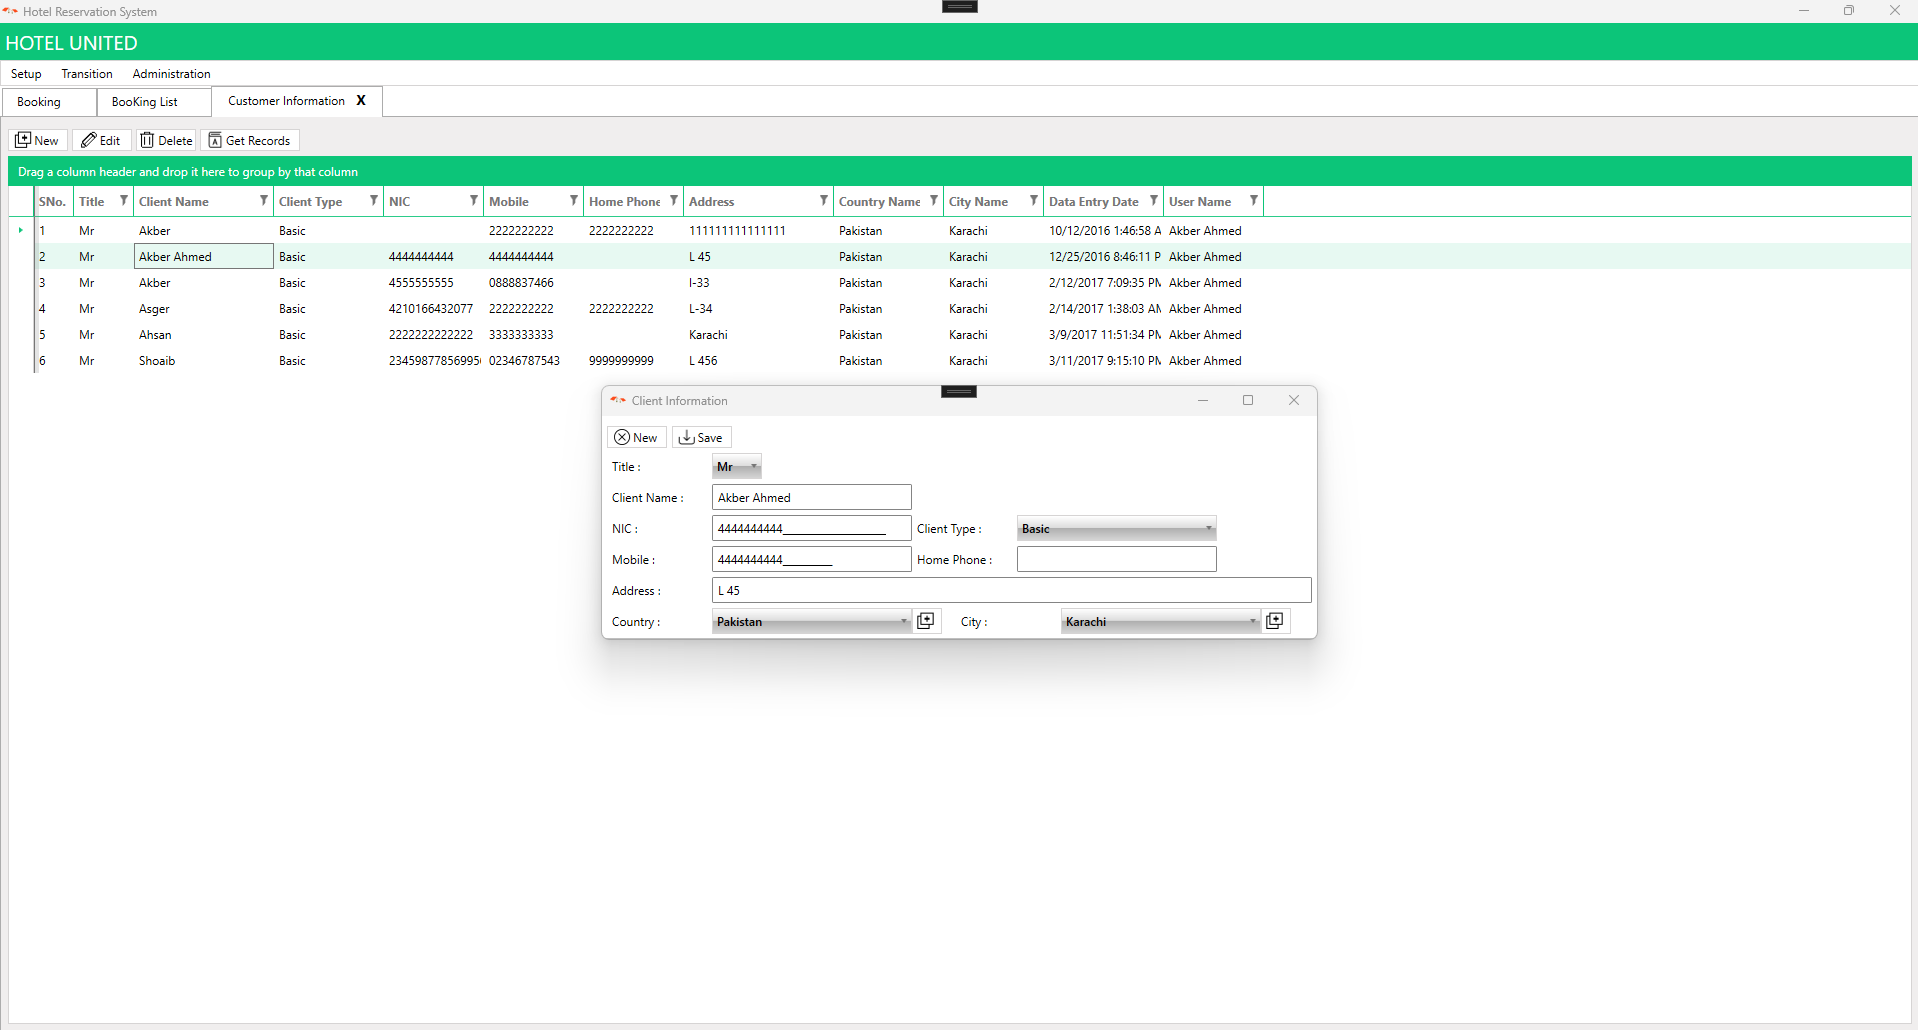 Hotel Reservation System
HOTEL UNITED
Setup Transition Administration
Booking BooKing List Customer Information X
New Edit Delete Get Records
Drag a column header and drop it here to group by that column
SNo. Title Client Name Client Type NIC Mobile Home Phone Address Country Name City Name Data Entry Date User Name
1 Mr Akber Basic 2222222222 2222222222 111111111111111 Pakistan Karachi 10/12/2016 1:46:58 A Akber Ahmed
2 Mr Akber Ahmed Basic 4444444444 4444444444 L 45 Pakistan Karachi 12/25/2016 8:46:11 P Akber Ahmed
3 Mr Akber Basic 4555555555 0888837466 I-33 Pakistan Karachi 2/12/2017 7:09:35 PM Akber Ahmed
4 Mr Asger Basic 4210166432077 2222222222 2222222222 L-34 Pakistan Karachi 2/14/2017 1:38:03 AM Akber Ahmed
5 Mr Ahsan Basic 2222222222222 3333333333 Karachi Pakistan Karachi 3/9/2017 11:51:34 PM Akber Ahmed
6 Mr Shoaib Basic 234598778569956 02346787543 9999999999 L 456 Pakistan Karachi 3/11/2017 9:15:10 PM Akber Ahmed
Client Information
New Save
Title : Mr
Client Name : Akber Ahmed
NIC : 4444444444________________ Client Type : Basic
Mobile : 4444444444________ Home Phone :
Address : L 45
Country : Pakistan City : Karachi